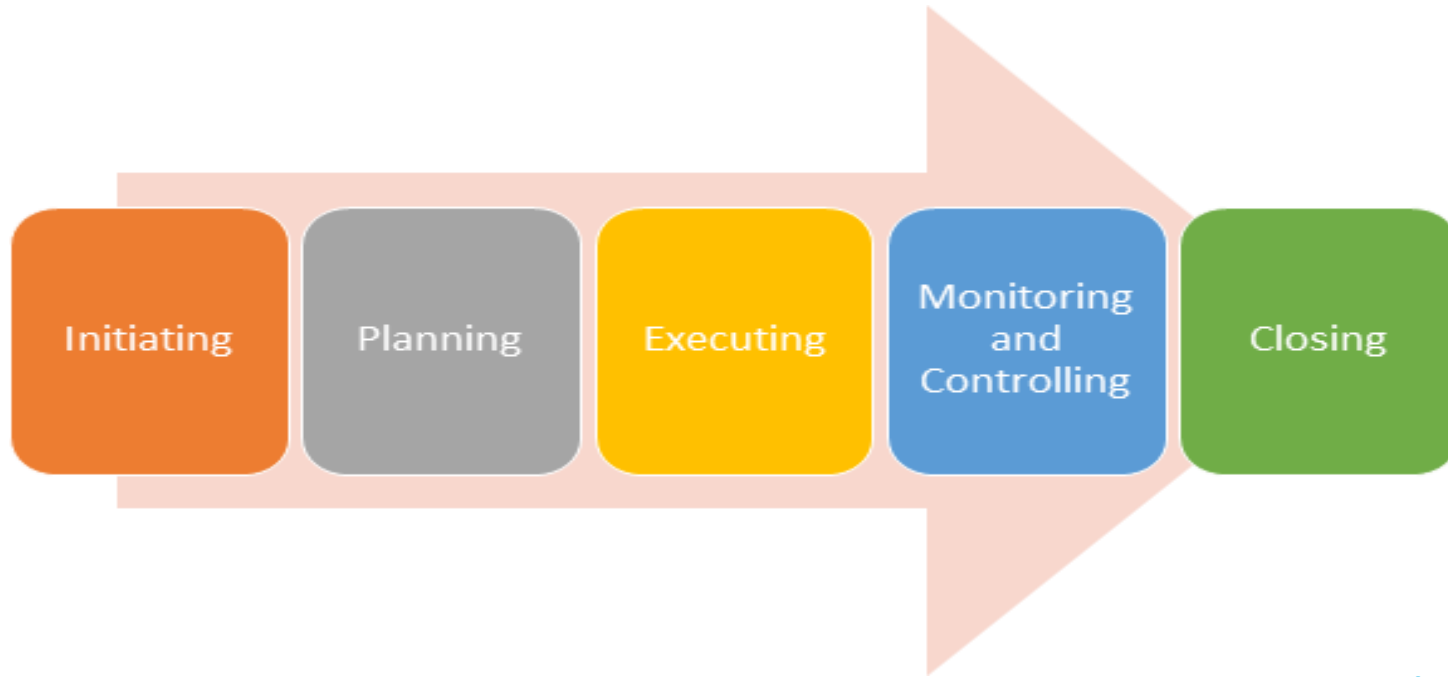 Initiating
Planning
Executing
Monitoring
and
Controlling
Closing